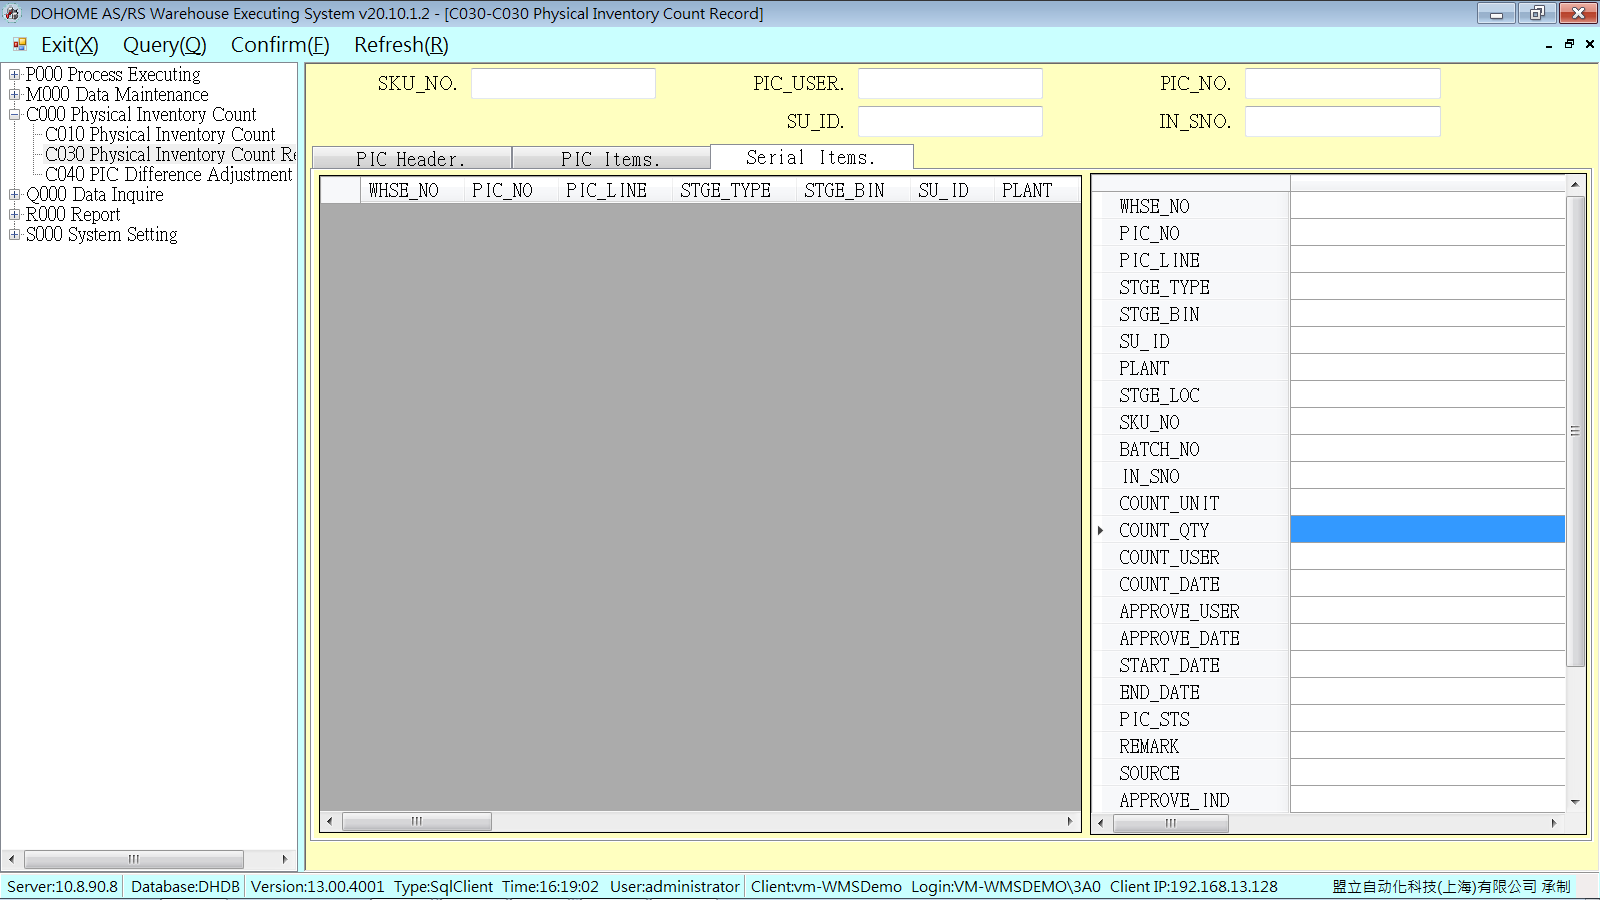 DOHOME AS/RS Warehouse Executing System v20.10.1.2 - [C030-C030 Physical Inventory Count Record]
Exit(X) Query(Q) Confirm(F) Refresh(R)
P000 Process Executing
M000 Data Maintenance
C000 Physical Inventory Count
C010 Physical Inventory Count
C030 Physical Inventory Count Re
C040 PIC Difference Adjustment
Q000 Data Inquire
R000 Report
S000 System Setting
SKU_NO. PIC_USER. PIC_NO.
SU_ID. IN_SNO.
PIC Header. PIC Items. Serial Items.
WHSE_NO PIC_NO PIC_LINE STGE_TYPE STGE_BIN SU_ID PLANT
WHSE_NO
PIC_NO
PIC_LINE
STGE_TYPE
STGE_BIN
SU_ID
PLANT
STGE_LOC
SKU_NO
BATCH_NO
IN_SNO
COUNT_UNIT
COUNT_QTY
COUNT_USER
COUNT_DATE
APPROVE_USER
APPROVE_DATE
START_DATE
END_DATE
PIC_STS
REMARK
SOURCE
APPROVE_IND
Server:10.8.90.8 Database:DHDB Version:13.00.4001 Type:SqlClient Time:16:19:02 User:administrator Client:vm-WMSDemo Login:VM-WMSDEMO\3A0 Client IP:192.168.13.128 盟立自动化科技(上海)有限公司 承制